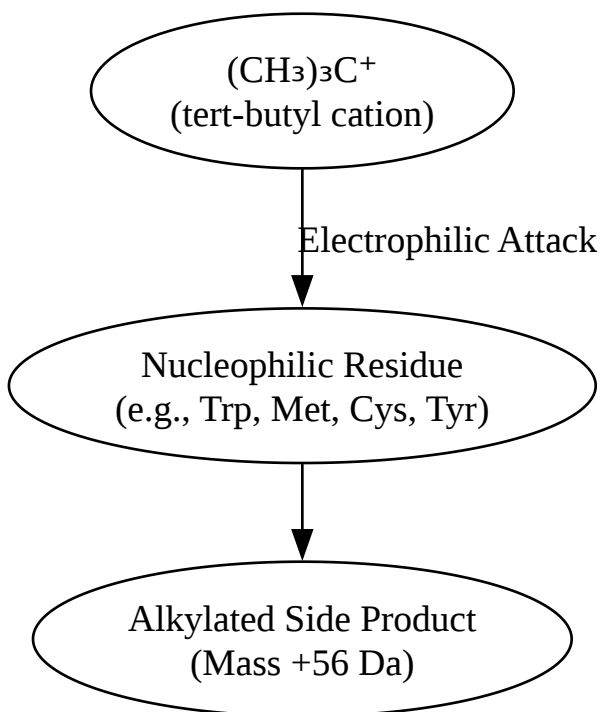 (CH₃)₃C⁺
(tert-butyl cation)
Electrophilic Attack
Nucleophilic Residue
(e.g., Trp, Met, Cys, Tyr)
Alkylated Side Product
(Mass +56 Da)